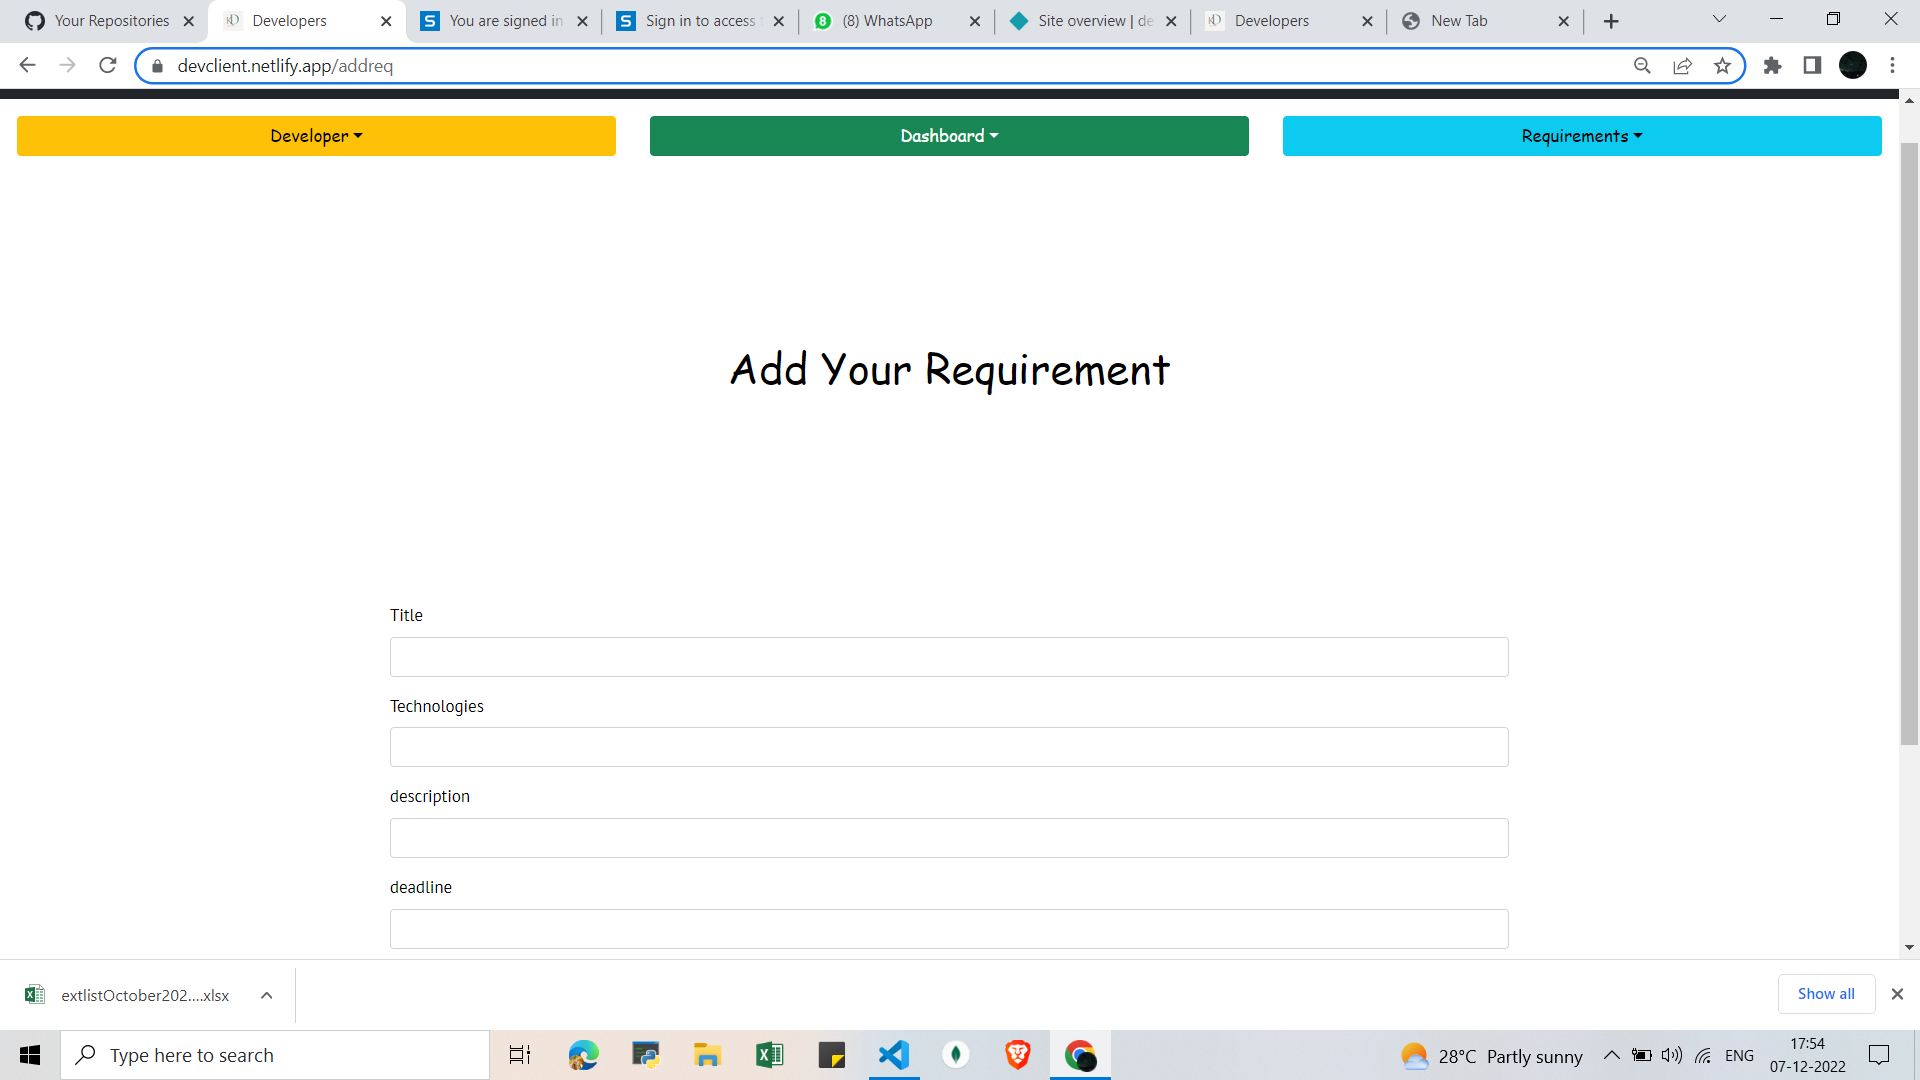 Your Repositories
Developers
You are signed in
Sign in to access
(8) WhatsApp
Site overview | de
Developers
New Tab
devclient.netlify.app/addreq
Developer
Dashboard
Requirements
Add Your Requirement
Title
Technologies
description
deadline
extlistOctober202....xlsx
Show all
Type here to search
28°C Partly sunny
ENG
17:54
07-12-2022